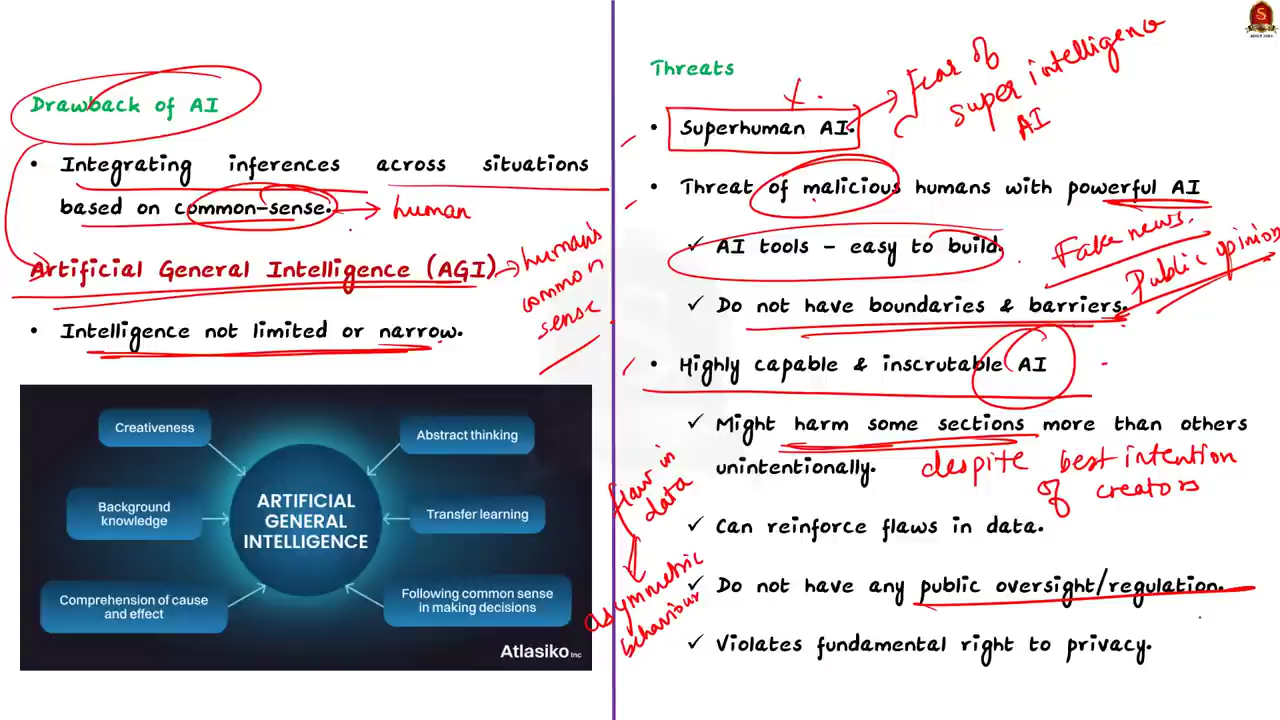 Drawback of AI
• Integrating inferences across situations
based on common-sense.
human
Artificial General Intelligence (AGI)
human's
common
sense
• Intelligence not limited or narrow.
Creativeness
Abstract thinking
Background
knowledge
ARTIFICIAL
GENERAL
INTELLIGENCE
Transfer learning
Comprehension of cause
and effect
Following common sense
in making decisions
Atlasiko Inc
Threats
• Superhuman AI.
Fear of
super intelligence
AI
• Threat of malicious humans with powerful AI
✓ AI tools - easy to build.
Fake news.
Public opinion
✓ Do not have boundaries & barriers.
• Highly capable & inscrutable AI
✓ Might harm some sections more than others
unintentionally.
despite best intention
of creators
flaw in
data
asymmetric
behaviour
✓ Can reinforce flaws in data.
✓ Do not have any public oversight/regulation.
✓ Violates fundamental right to privacy.